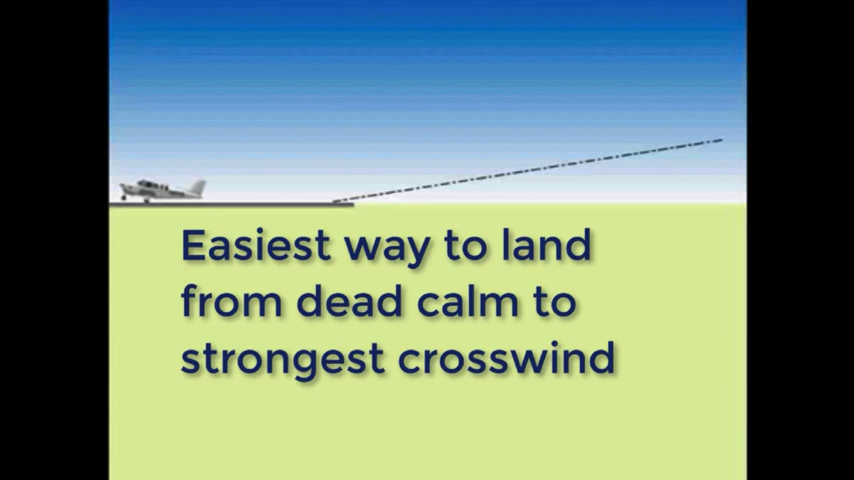 Easiest way to land
from dead calm to
strongest crosswind